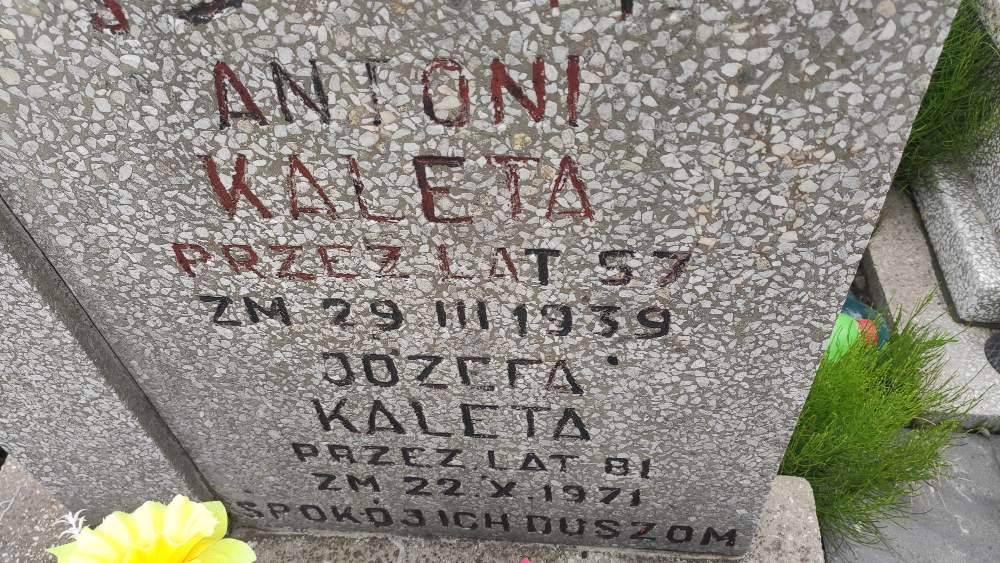 ANTONI
KALETA
PRZEZ LAT 57
ZM 29 III 1939
JÓZEFA
KALETA
PRZEZ LAT 81
ZM. 22.X.1971
SPOKÓJ ICH DUSZOM